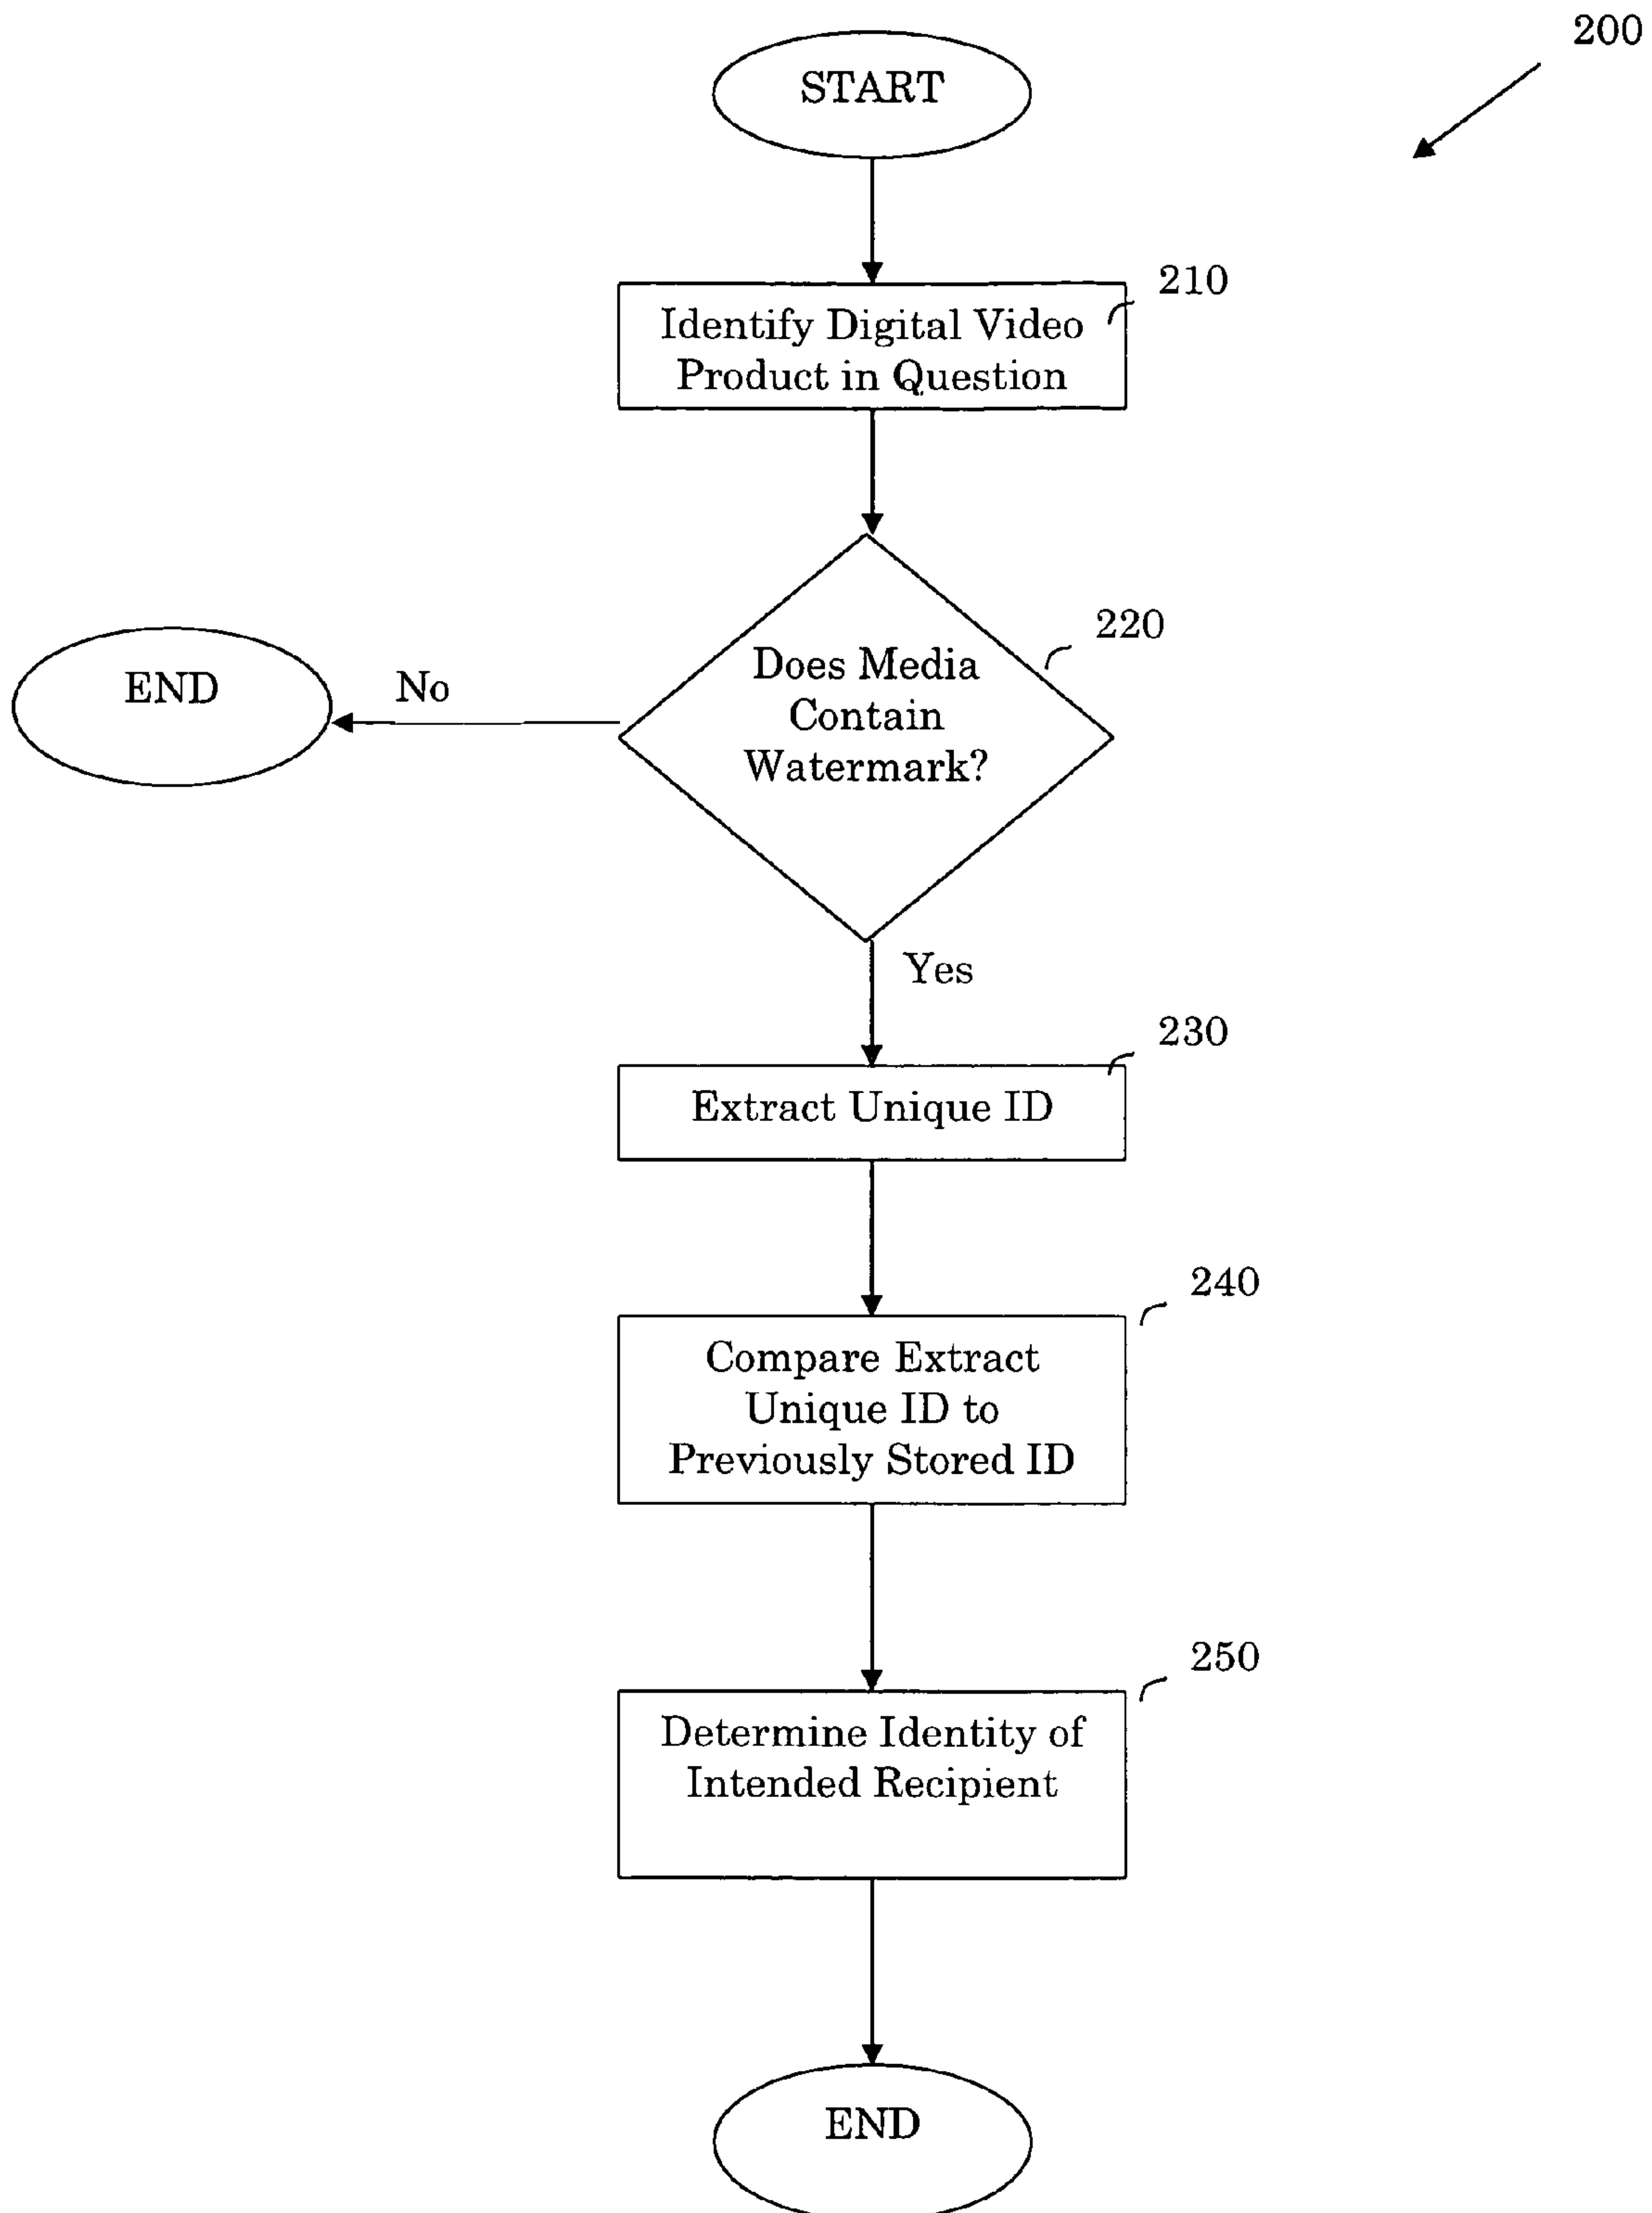 200
START
210
Identify Digital Video
Product in Question
220
Does Media
Contain
Watermark?
No
END
Yes
230
Extract Unique ID
240
Compare Extract
Unique ID to
Previously Stored ID
250
Determine Identity of
Intended Recipient
END